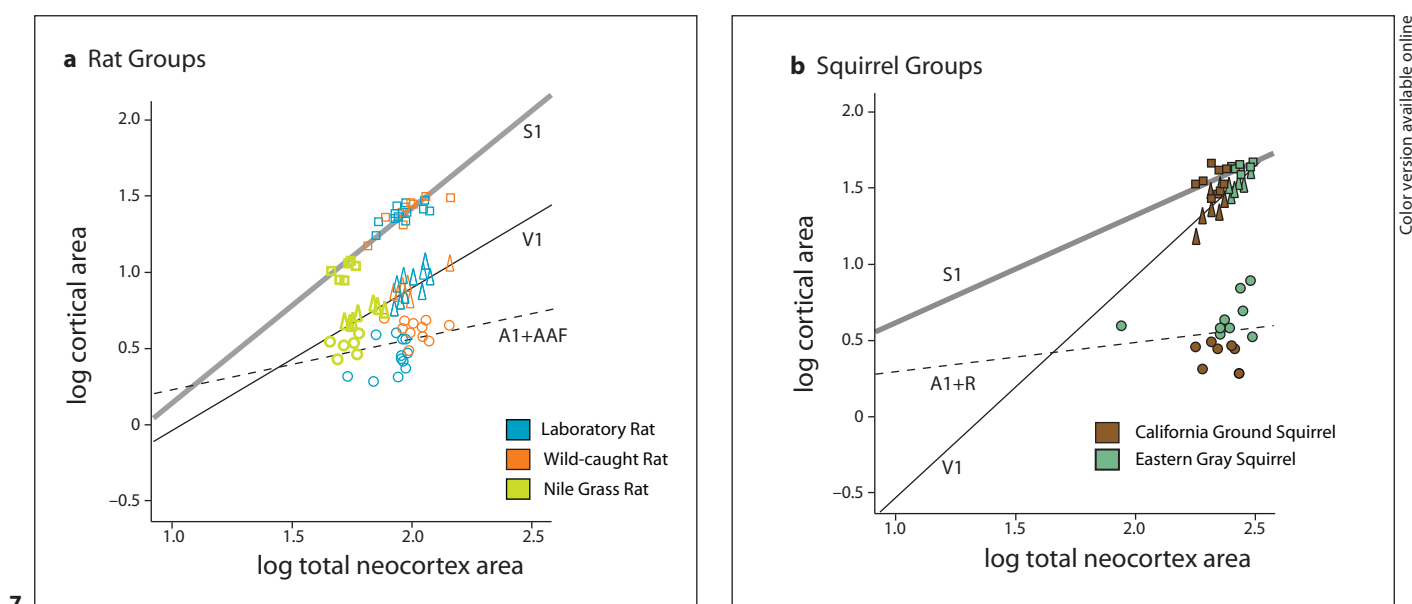 a Rat Groups
2.0
1.5
1.0
0.5
0
–0.5
1.0 1.5 2.0 2.5
log cortical area
log total neocortex area
S1
V1
A1+AAF
Laboratory Rat
Wild-caught Rat
Nile Grass Rat
b Squirrel Groups
2.0
1.5
1.0
0.5
0
–0.5
1.0 1.5 2.0 2.5
log cortical area
log total neocortex area
S1
A1+R
V1
California Ground Squirrel
Eastern Gray Squirrel
Color version available online
7